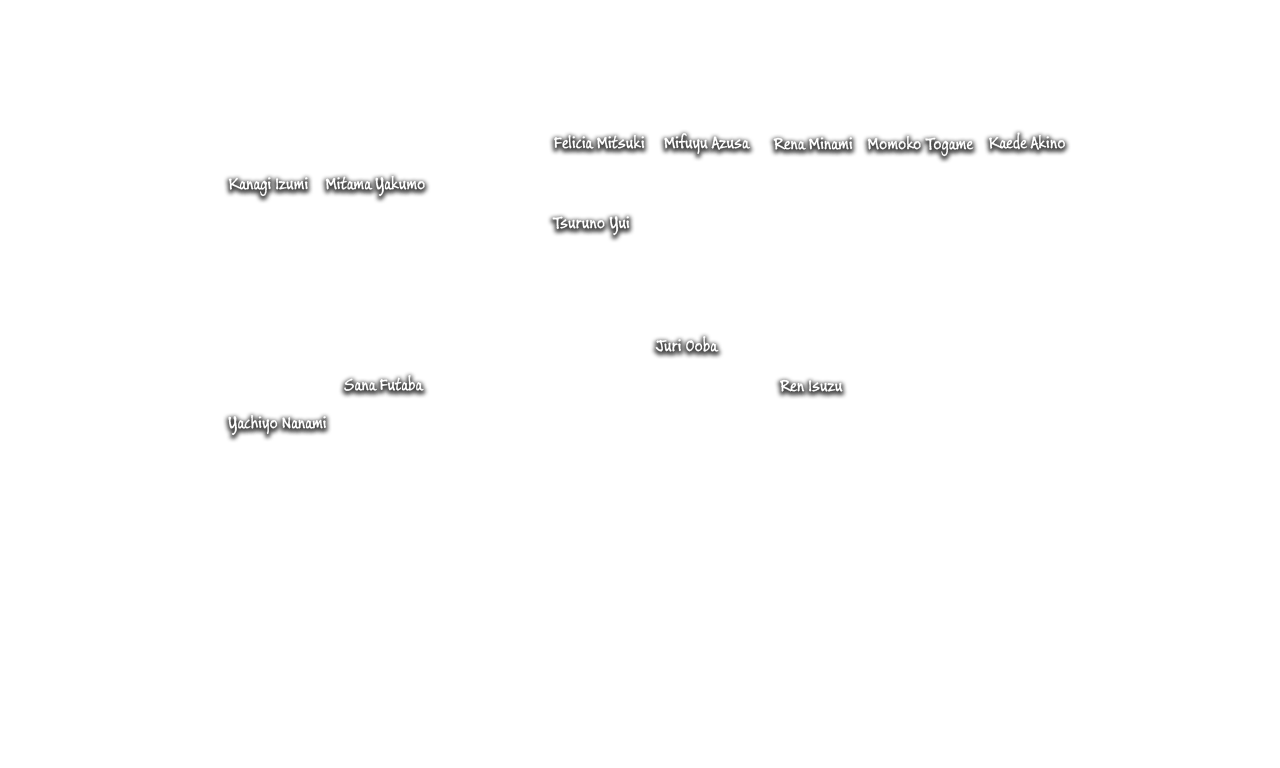 Felicia Mitsuki Mifuyu Azusa Rena Minami Momoko Togame Kaede Akino
Kanagi Izumi Mitama Yakumo
Tsuruno Yui
Juri Ooba
Sana Futaba Ren Isuzu
Yachiyo Nanami